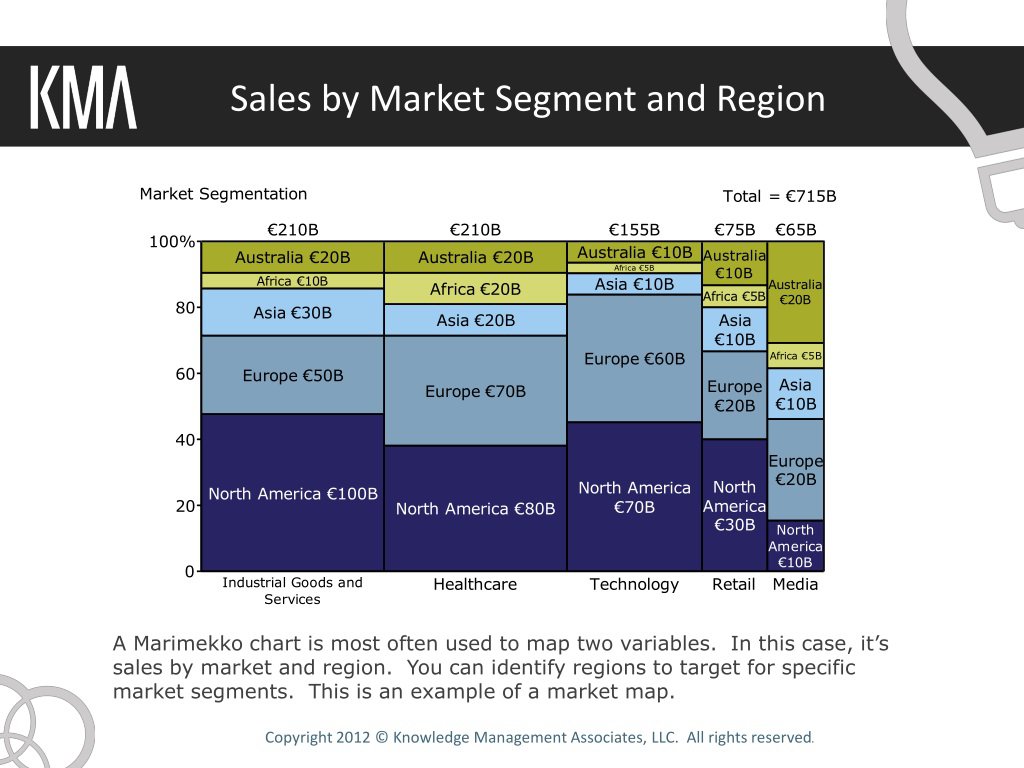 KMA
Sales by Market Segment and Region
Market Segmentation
Total = €715B
€210B
€210B
€155B
€75B
€65B
100%
80
60
40
20
0
Australia €20B
Africa €10B
Asia €30B
Europe €50B
North America €100B
Australia €20B
Africa €20B
Asia €20B
Europe €70B
North America €80B
Australia €10B
Africa €5B
Asia €10B
Europe €60B
North America
€70B
Australia
€10B
Africa €5B
Asia
€10B
Europe
€20B
North
America
€30B
Australia
€20B
Africa €5B
Asia
€10B
Europe
€20B
North
America
€10B
Industrial Goods and
Services
Healthcare
Technology
Retail
Media
A Marimekko chart is most often used to map two variables.  In this case, it’s
sales by market and region.  You can identify regions to target for specific
market segments.  This is an example of a market map.
Copyright 2012 © Knowledge Management Associates, LLC.  All rights reserved.